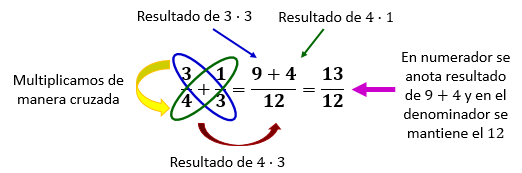 Resultado de 3 · 3
Resultado de 4 · 1
Multiplicamos de
manera cruzada
3/4 + 1/3 = 9 + 4/12 = 13/12
En numerador se
anota resultado
de 9 + 4 y en el
denominador se
mantiene el 12
Resultado de 4 · 3